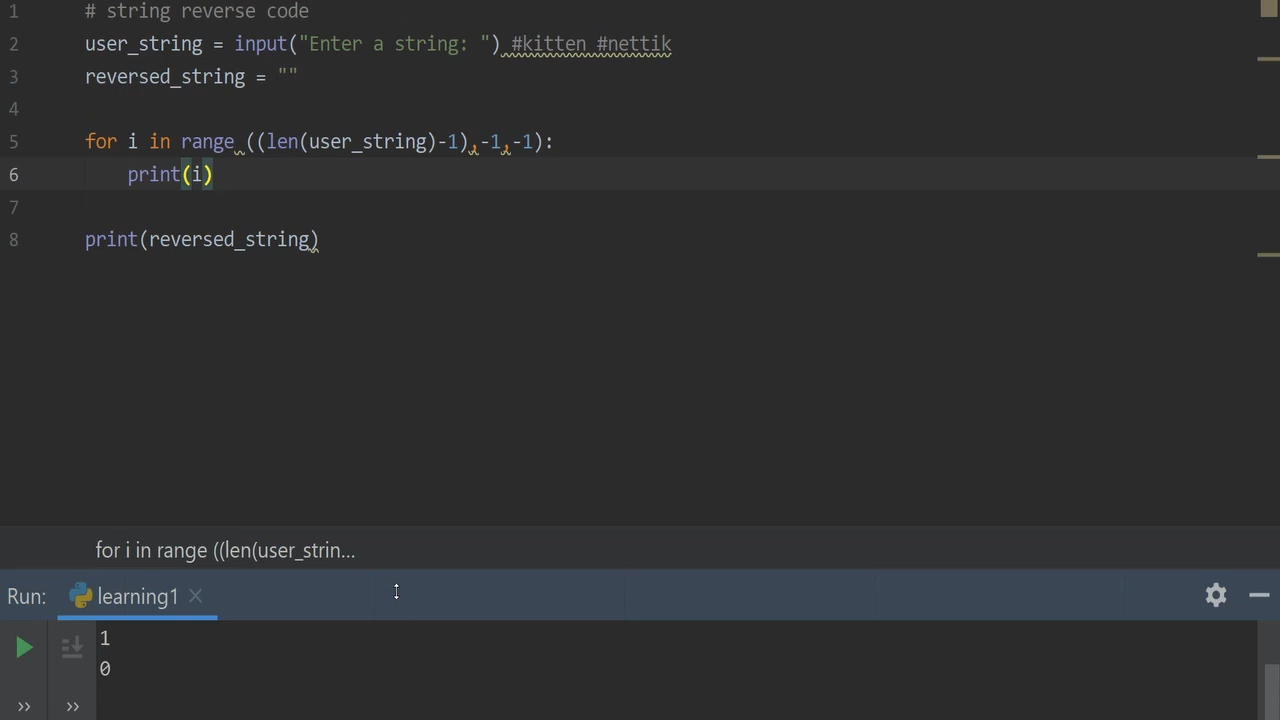 1 # string reverse code
2 user_string = input("Enter a string: ") #kitten #nettik
3 reversed_string = ""
4
5 for i in range ((len(user_string)-1),-1,-1):
6     print(i)
7
8 print(reversed_string)
for i in range ((len(user_strin...
Run: learning1
1
0